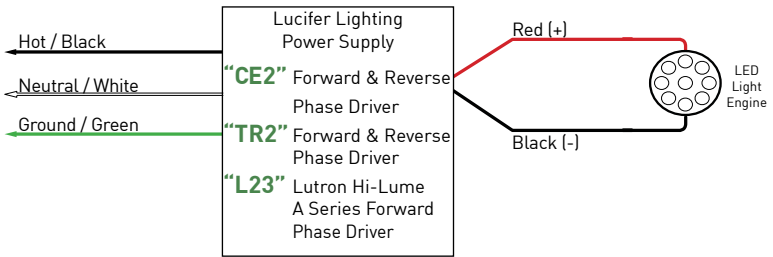 Lucifer Lighting
Power Supply
Hot / Black
Neutral / White
Ground / Green
“CE2” Forward & Reverse
Phase Driver
“TR2” Forward & Reverse
Phase Driver
“L23” Lutron Hi-Lume
A Series Forward
Phase Driver
Red (+)
Black (-)
LED
Light
Engine